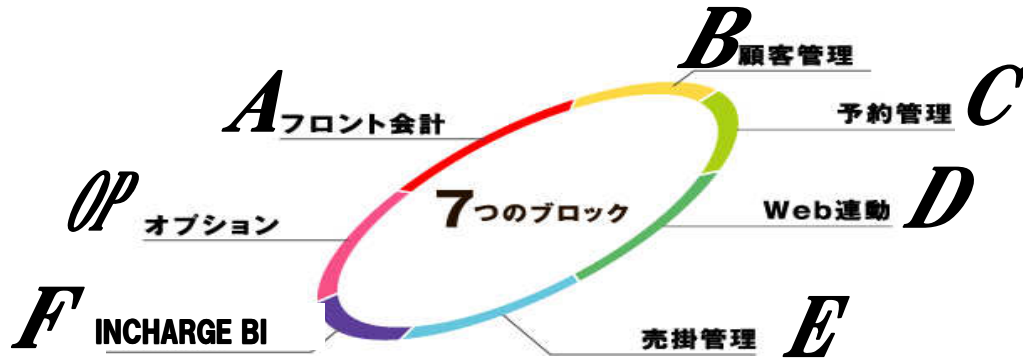 B 顧客管理
A フロント会計
予約管理 C
OP オプション
7つのブロック
Web連動 D
F INCHARGE BI
売掛管理 E